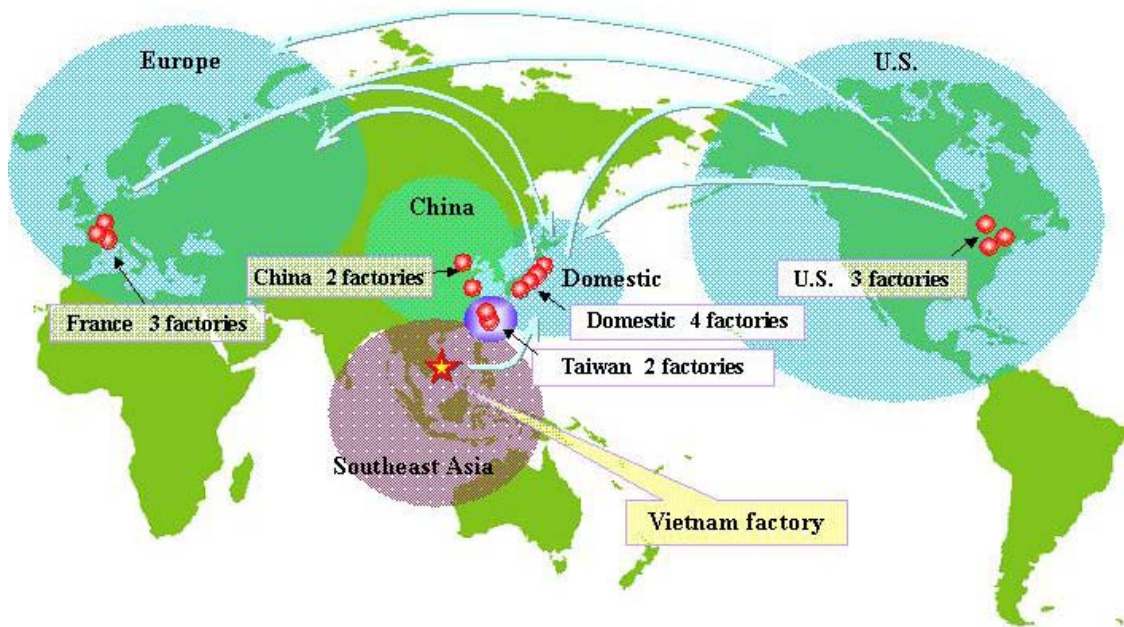 Europe
U.S.
China
China 2 factories
Domestic
U.S. 3 factories
France 3 factories
Domestic 4 factories
Taiwan 2 factories
Southeast Asia
Vietnam factory